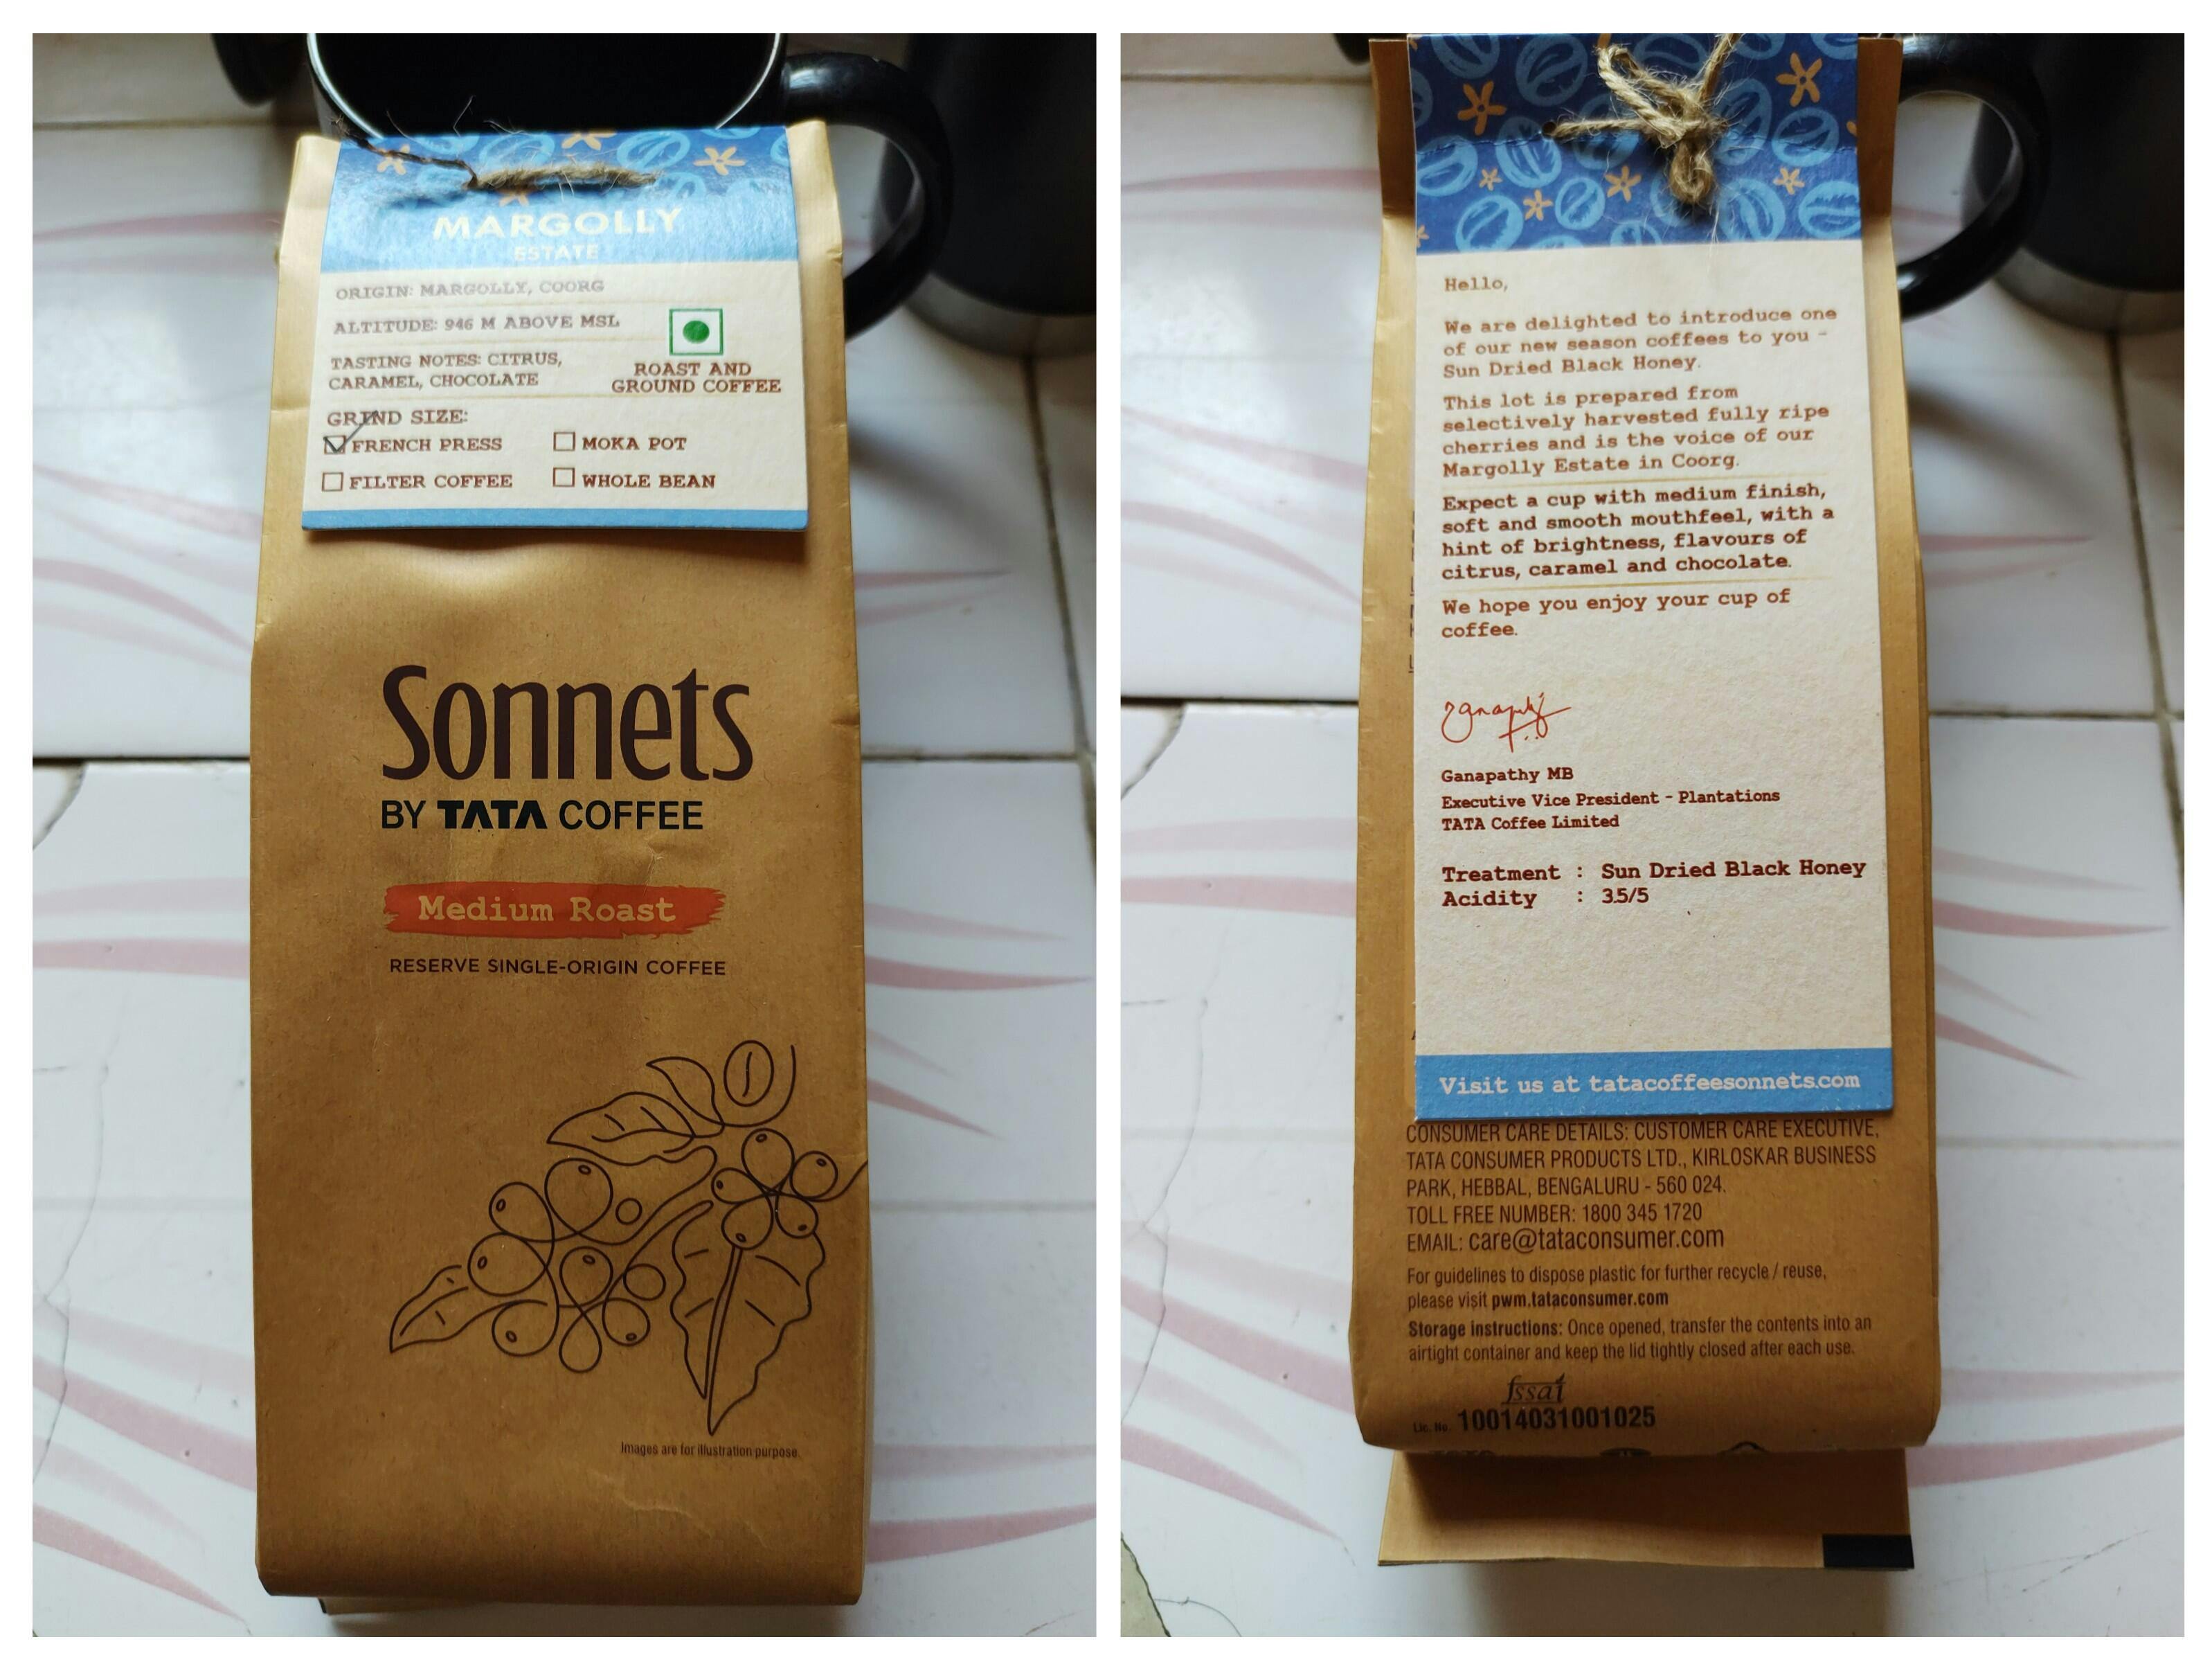 MARGOLLY
ESTATE
ORIGIN: MARGOLLY, COORG
ALTITUDE: 946 M ABOVE MSL
TASTING NOTES: CITRUS,
CARAMEL, CHOCOLATE
ROAST AND
GROUND COFFEE
GRIND SIZE:
FRENCH PRESS
MOKA POT
FILTER COFFEE
WHOLE BEAN
Sonnets
BY TATA COFFEE
Medium Roast
RESERVE SINGLE-ORIGIN COFFEE
Images are for illustration purpose.
Hello,
We are delighted to introduce one
of our new season coffees to you -
Sun Dried Black Honey.
This lot is prepared from
selectively harvested fully ripe
cherries and is the voice of our
Margolly Estate in Coorg.
Expect a cup with medium finish,
soft and smooth mouthfeel, with a
hint of brightness, flavours of
citrus, caramel and chocolate.
We hope you enjoy your cup of
coffee.
Ganapathy MB
Executive Vice President - Plantations
TATA Coffee Limited
Treatment : Sun Dried Black Honey
Acidity : 3.5/5
Visit us at tatacoffeesonnets.com
CONSUMER CARE DETAILS: CUSTOMER CARE EXECUTIVE,
TATA CONSUMER PRODUCTS LTD., KIRLOSKAR BUSINESS
PARK, HEBBAL, BENGALURU - 560 024.
TOLL FREE NUMBER: 1800 345 1720
EMAIL: care@tataconsumer.com
For guidelines to dispose plastic for further recycle / reuse,
please visit pwm.tataconsumer.com
Storage instructions: Once opened, transfer the contents into an
airtight container and keep the lid tightly closed after each use.
fssai
Lic. No. 10014031001025